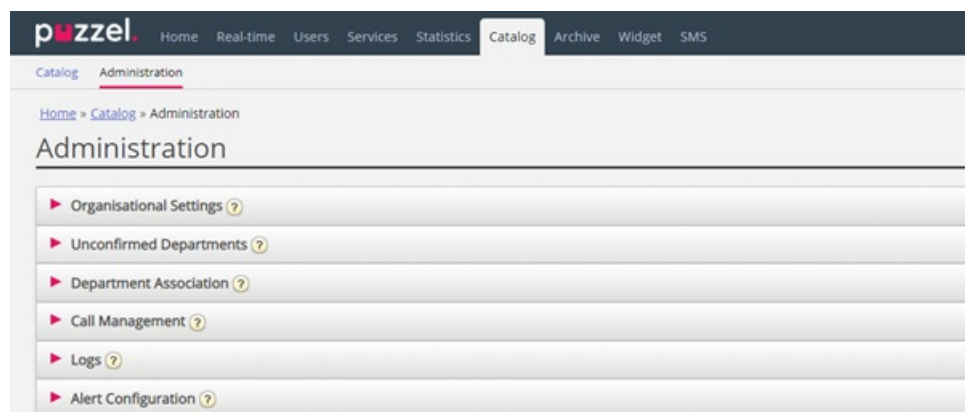 puzzel. Home Real-time Users Services Statistics Catalog Archive Widget SMS
Catalog Administration
Home » Catalog » Administration
Administration
Organisational Settings ?
Unconfirmed Departments ?
Department Association ?
Call Management ?
Logs ?
Alert Configuration ?